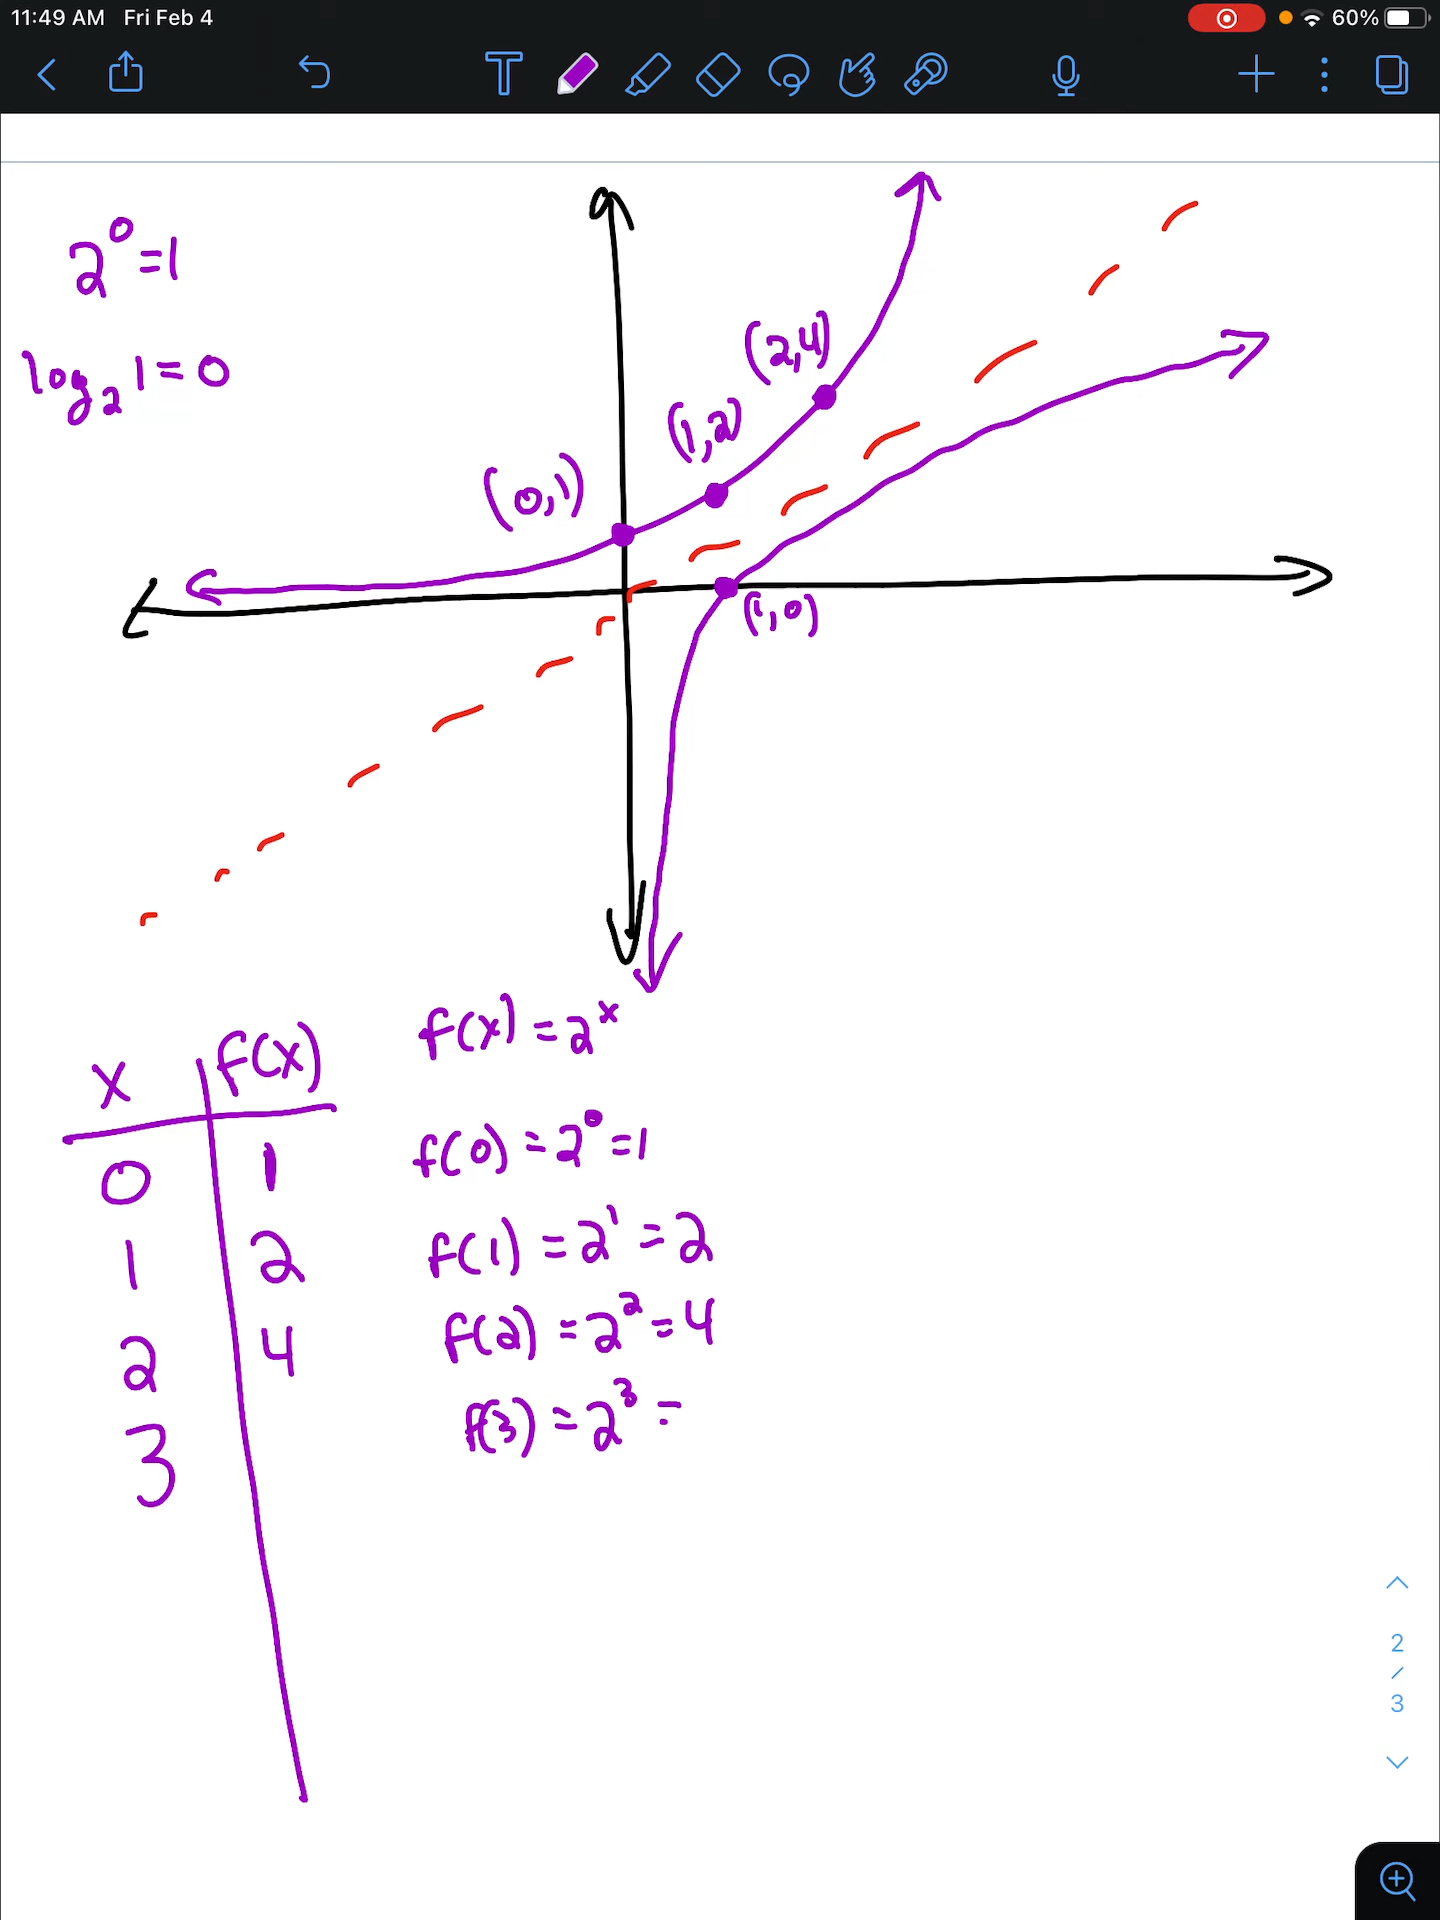 11:49 AM Fri Feb 4
60%
T
2⁰=1
log₂1=0
(2,4)
(1,2)
(0,1)
(1,0)
f(x)=2ˣ
x f(x)
0 1
f(0)=2⁰=1
1 2
f(1)=2¹=2
2 4
f(2)=2²=4
3
f(3)=2³=
2
/
3